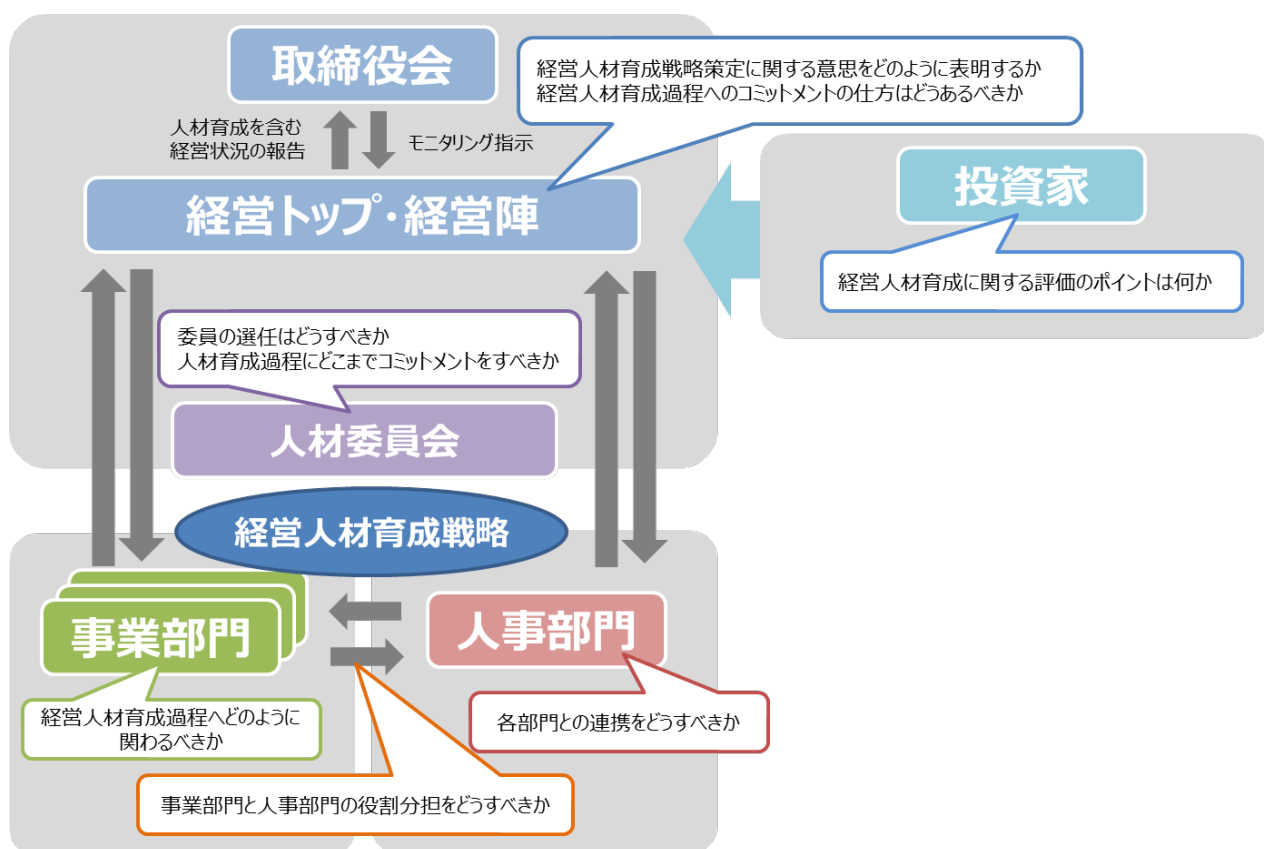 取締役会
経営人材育成戦略策定に関する意思をどのように表明するか
経営人材育成過程へのコミットメントの仕方はどうあるべきか
人材育成を含む
経営状況の報告
モニタリング指示
経営トップ・経営陣
投資家
経営人材育成に関する評価のポイントは何か
委員の選任はどうすべきか
人材育成過程にどこまでコミットメントをすべきか
人材委員会
経営人材育成戦略
事業部門
人事部門
経営人材育成過程へどのように
関わるべきか
各部門との連携をどうすべきか
事業部門と人事部門の役割分担をどうすべきか